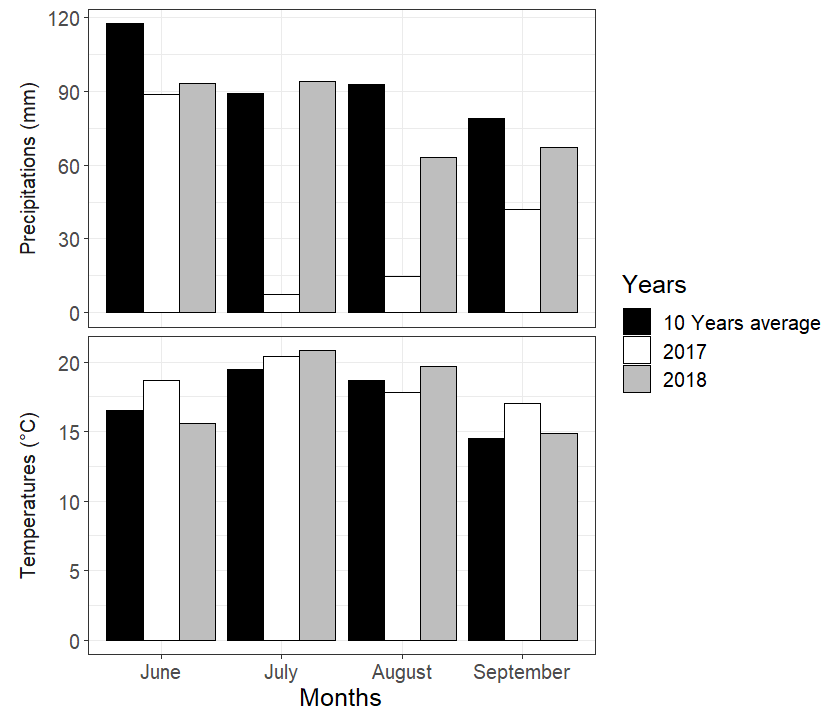 Precipitations (mm)
120
90
60
30
0
Temperatures (°C)
20
15
10
5
0
June July August September
Months
Years
10 Years average
2017
2018